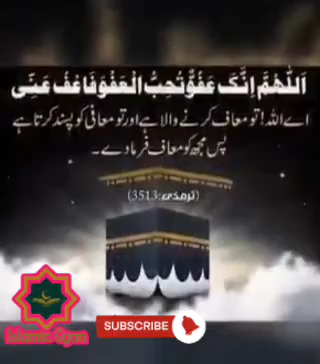 اَللّٰهُمَّ اِنَّكَ عَفُوٌّ تُحِبُّ الْعَفْوَ فَاعْفُ عَنِّی
اے اللہ! تو معاف کرنے والا ہے اور تو معافی کو پسند کرتا ہے
پس مجھ کو معاف فرما دے۔
(ترمذی:3513)
SUBSCRIBE